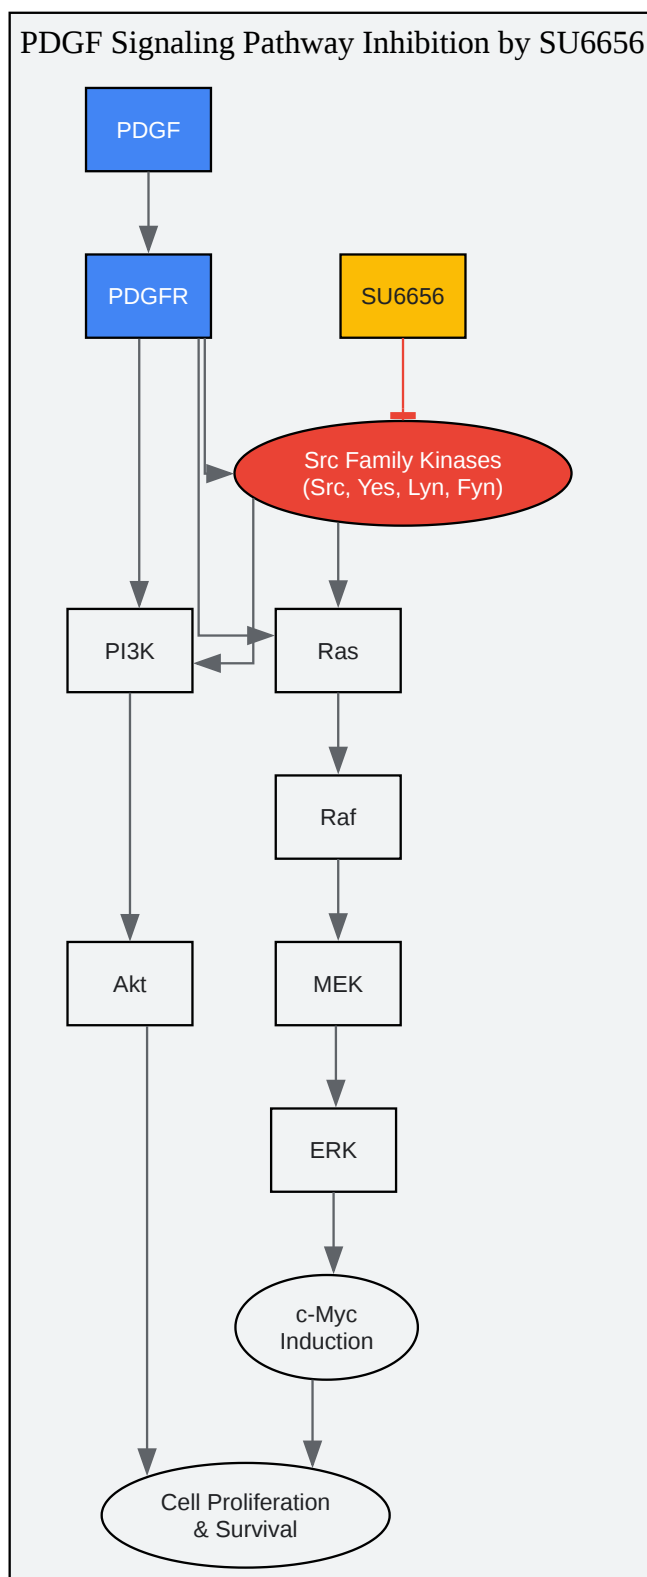 PDGF Signaling Pathway Inhibition by SU6656
PDGF
PDGFR
SU6656
Src Family Kinases
(Src, Yes, Lyn, Fyn)
PI3K
Ras
Raf
Akt
MEK
ERK
c-Myc
Induction
Cell Proliferation
& Survival